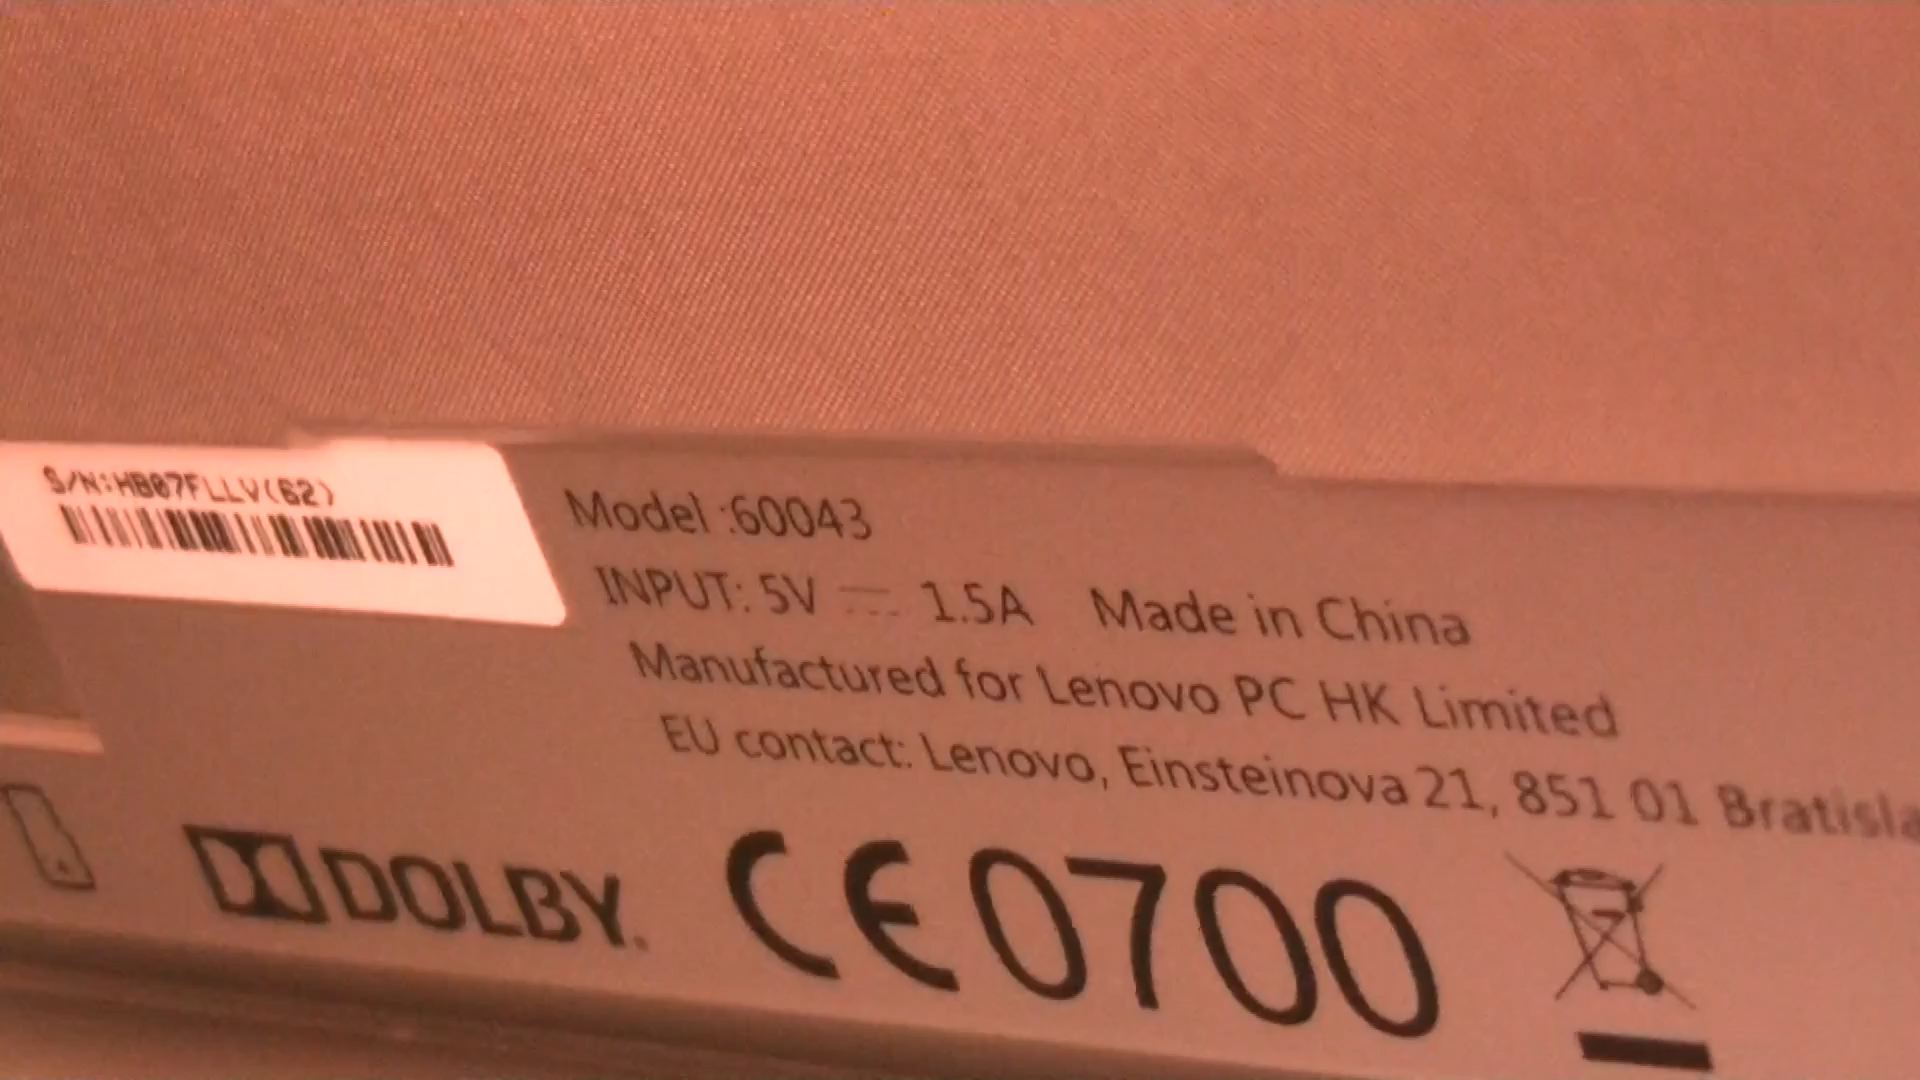 S/N:HB07FLLV(62)
Model :60043
INPUT: 5V ⎓ 1.5A Made in China
Manufactured for Lenovo PC HK Limited
EU contact: Lenovo, Einsteinova 21, 851 01 Bratisla
DOLBY. CE0700